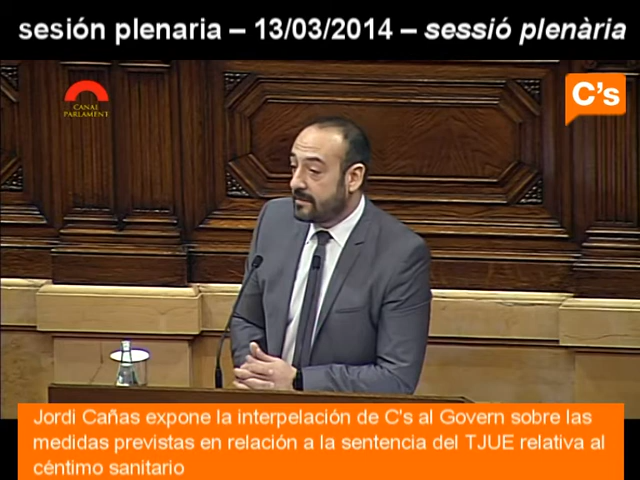 sesión plenaria – 13/03/2014 – sessió plenària
CANAL
PARLAMENT
C's
Jordi Cañas expone la interpelación de C's al Govern sobre las
medidas previstas en relación a la sentencia del TJUE relativa al
céntimo sanitario